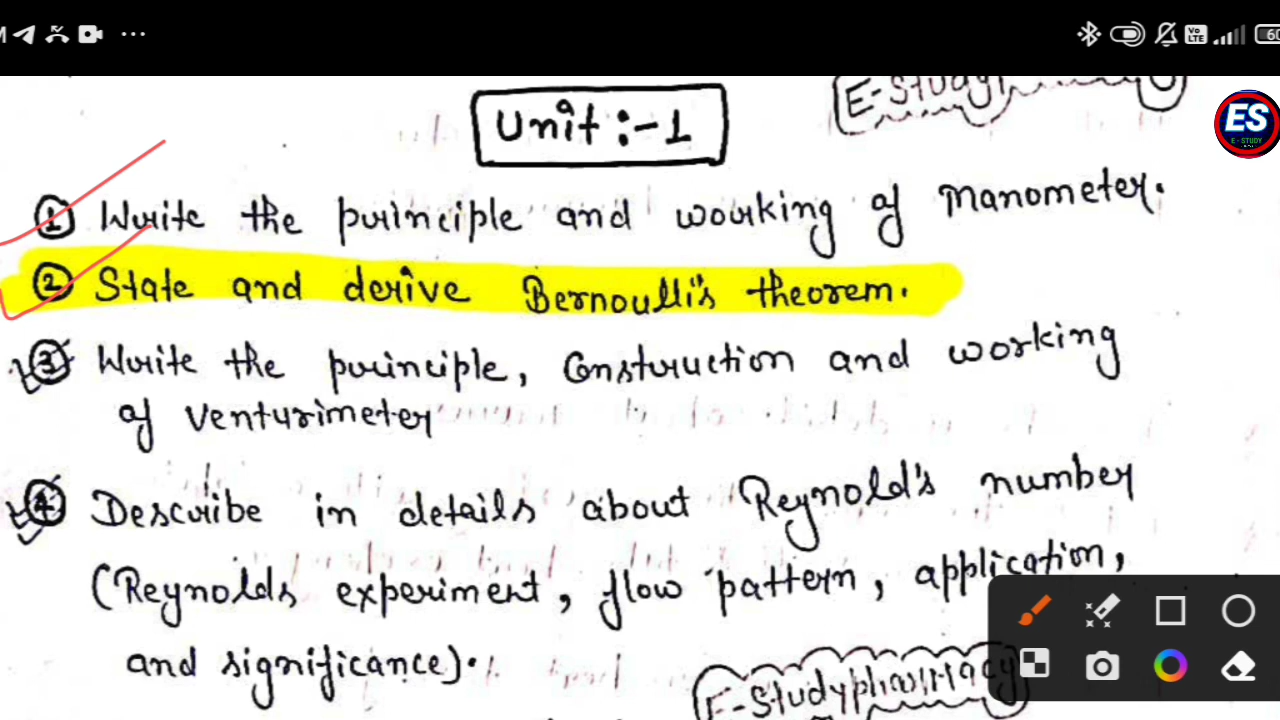 Unit :- 1
ES
E-STUDY
① Write the principle and working of Manometer.
② State and derive Bernoulli's theorem.
③ Write the principle, Construction and working
of venturimeter
④ Describe in details about Reynold's number
(Reynolds experiment, flow pattern, application,
and significance).